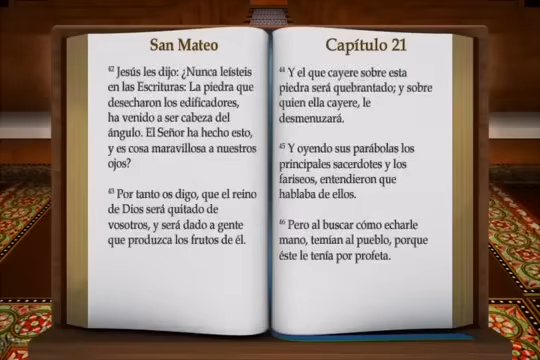 San Mateo
42 Jesús les dijo: ¿Nunca leísteis
en las Escrituras: La piedra que
desecharon los edificadores,
ha venido a ser cabeza del
ángulo. El Señor ha hecho esto,
y es cosa maravillosa a nuestros
ojos?
43 Por tanto os digo, que el reino
de Dios será quitado de
vosotros, y será dado a gente
que produzca los frutos de él.
Capítulo 21
44 Y el que cayere sobre esta
piedra será quebrantado; y sobre
quien ella cayere, le
desmenuzará.
45 Y oyendo sus parábolas los
principales sacerdotes y los
fariseos, entendieron que
hablaba de ellos.
46 Pero al buscar cómo echarle
mano, temían al pueblo, porque
éste le tenía por profeta.